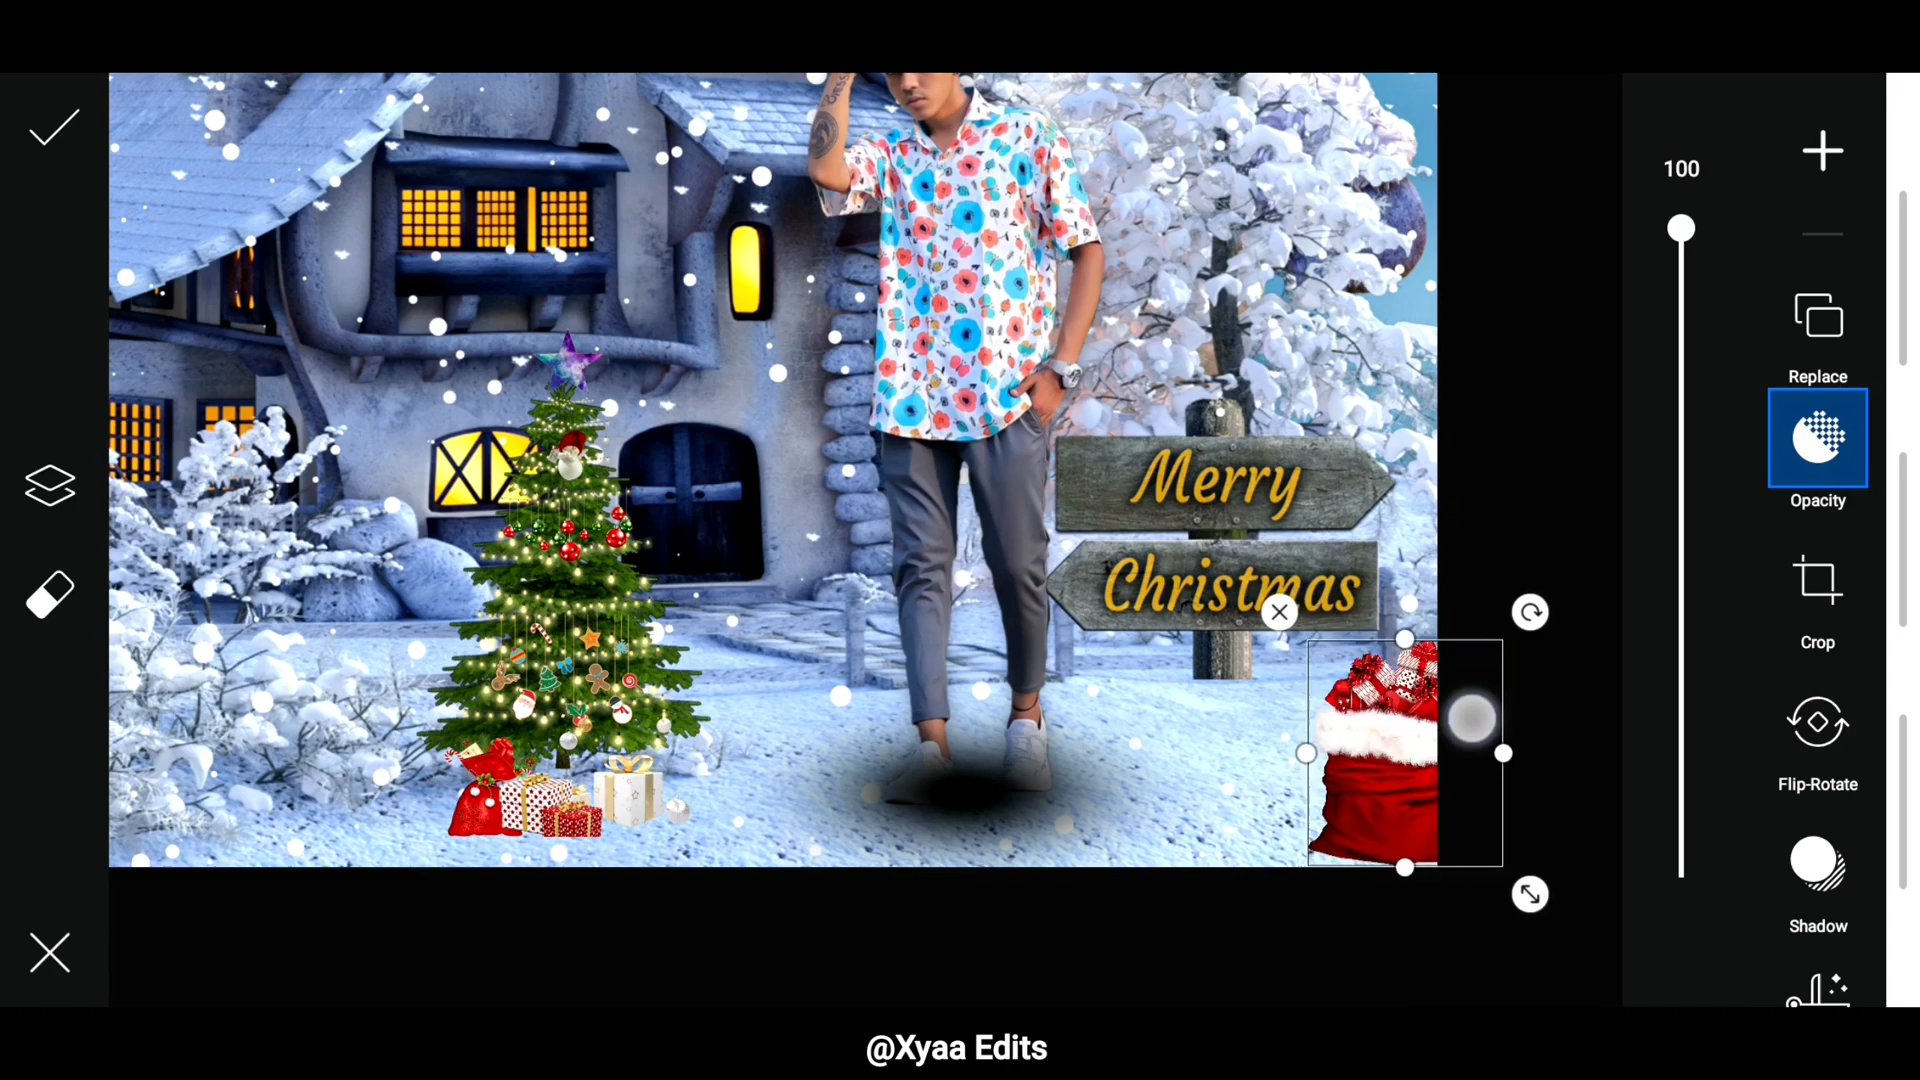 100
Replace
Opacity
Merry
Christmas
Crop
Flip-Rotate
Shadow
@Xyaa Edits